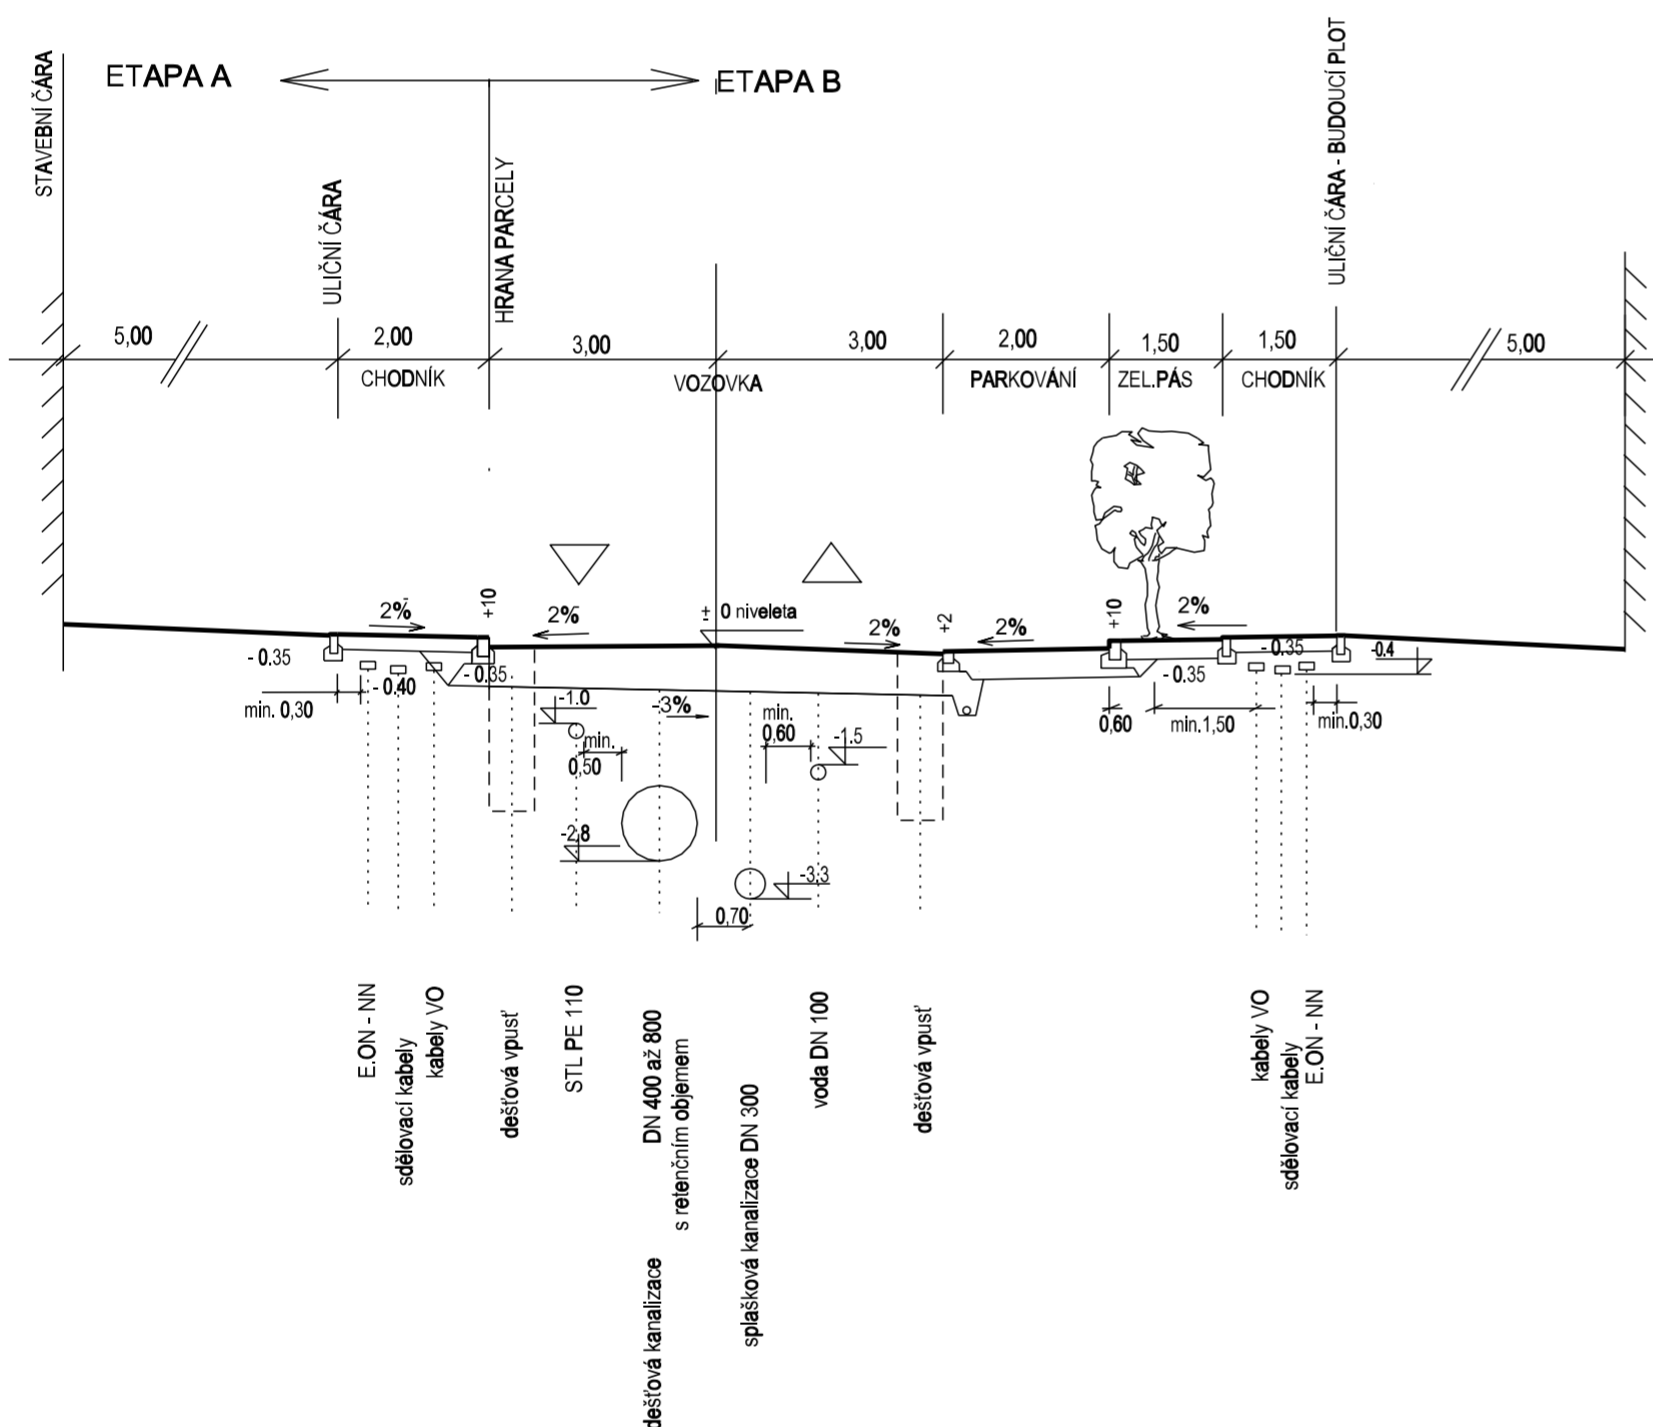 ETAPA A
ETAPA B
STAVEBNÍ ČÁRA
ULIČNÍ ČÁRA
HRANA PARCELY
ULIČNÍ ČÁRA - BUDOUCÍ PLOT
5,00
2,00
3,00
3,00
2,00
1,50
1,50
5,00
CHODNÍK
VOZOVKA
PARKOVÁNÍ
ZEL.PÁS
CHODNÍK
2%
+10
2%
± 0 niveleta
2%
+2
2%
+10
2%
- 0.35
- 0.40
- 0.35
min. 0,30
-1.0
min.
0,50
-3%
min.
0,60
-1.5
-2.8
-3.3
0,70
- 0.35
- 0.35
-0.4
0,60
min.1,50
min.0,30
E.ON - NN
sdělovací kabely
kabely VO
dešťová vpusť
STL PE 110
dešťová kanalizace DN 400 až 800
s retenčním objemem
splašková kanalizace DN 300
voda DN 100
dešťová vpusť
kabely VO
sdělovací kabely
E.ON - NN